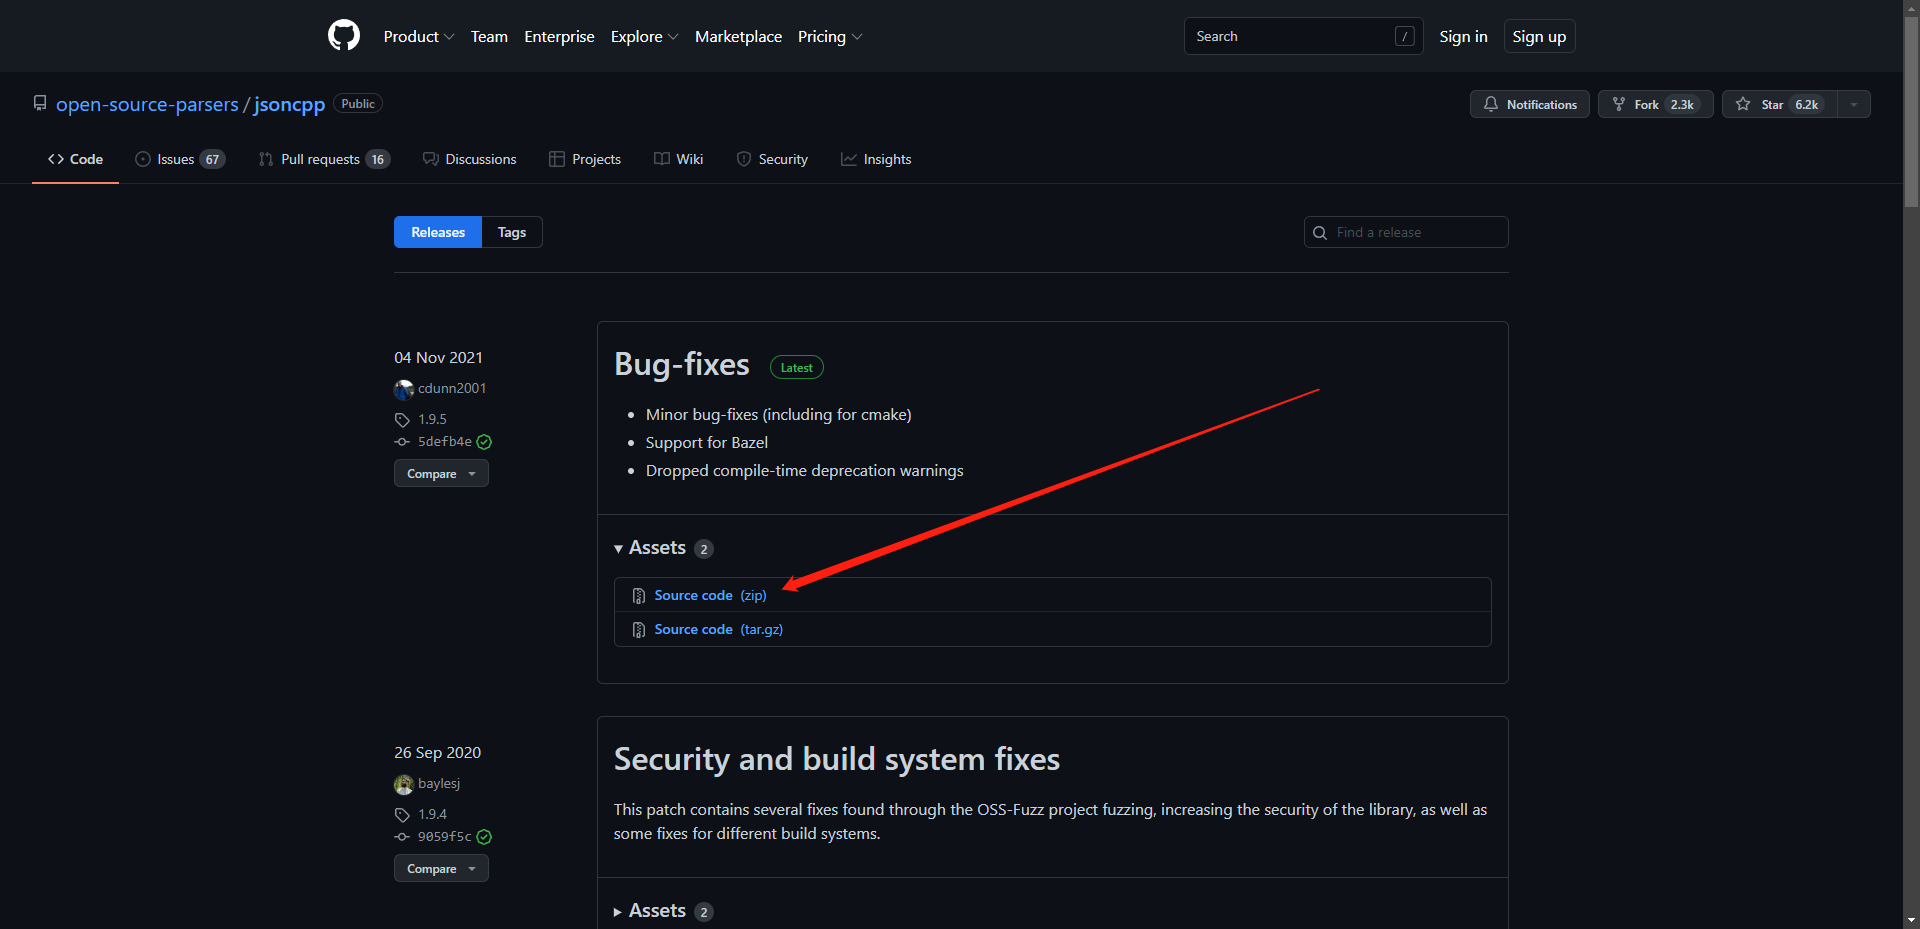 Product Team Enterprise Explore Marketplace Pricing Search / Sign in Sign up
open-source-parsers / jsoncpp Public Notifications Fork 2.3k Star 6.2k
Code Issues 67 Pull requests 16 Discussions Projects Wiki Security Insights
Releases Tags Find a release
04 Nov 2021
cdunn2001
1.9.5
5defb4e
Compare
Bug-fixes Latest
Minor bug-fixes (including for cmake)
Support for Bazel
Dropped compile-time deprecation warnings
Assets 2
Source code (zip)
Source code (tar.gz)
26 Sep 2020
baylesj
1.9.4
9059f5c
Compare
Security and build system fixes
This patch contains several fixes found through the OSS-Fuzz project fuzzing, increasing the security of the library, as well as
some fixes for different build systems.
Assets 2